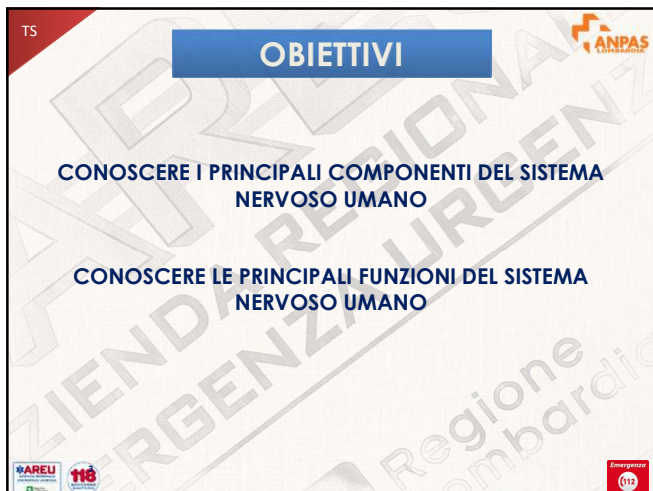 TS
OBIETTIVI
ANPAS
LOMBARDIA
CONOSCERE I PRINCIPALI COMPONENTI DEL SISTEMA
NERVOSO UMANO
CONOSCERE LE PRINCIPALI FUNZIONI DEL SISTEMA
NERVOSO UMANO
Regione
AREU
118
Emergenza
112